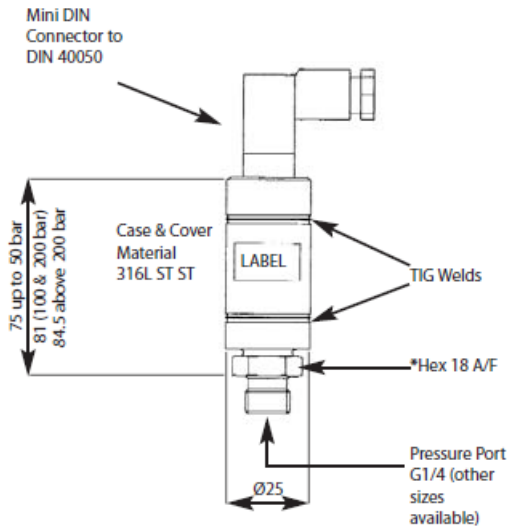 Mini DIN
Connector to
DIN 40050
75 up to 50 bar
81 (100 & 200 bar)
84.5 above 200 bar
Case & Cover
Material
316L ST ST
LABEL
TIG Welds
*Hex 18 A/F
Pressure Port
G1/4 (other
sizes
available)
Ø25